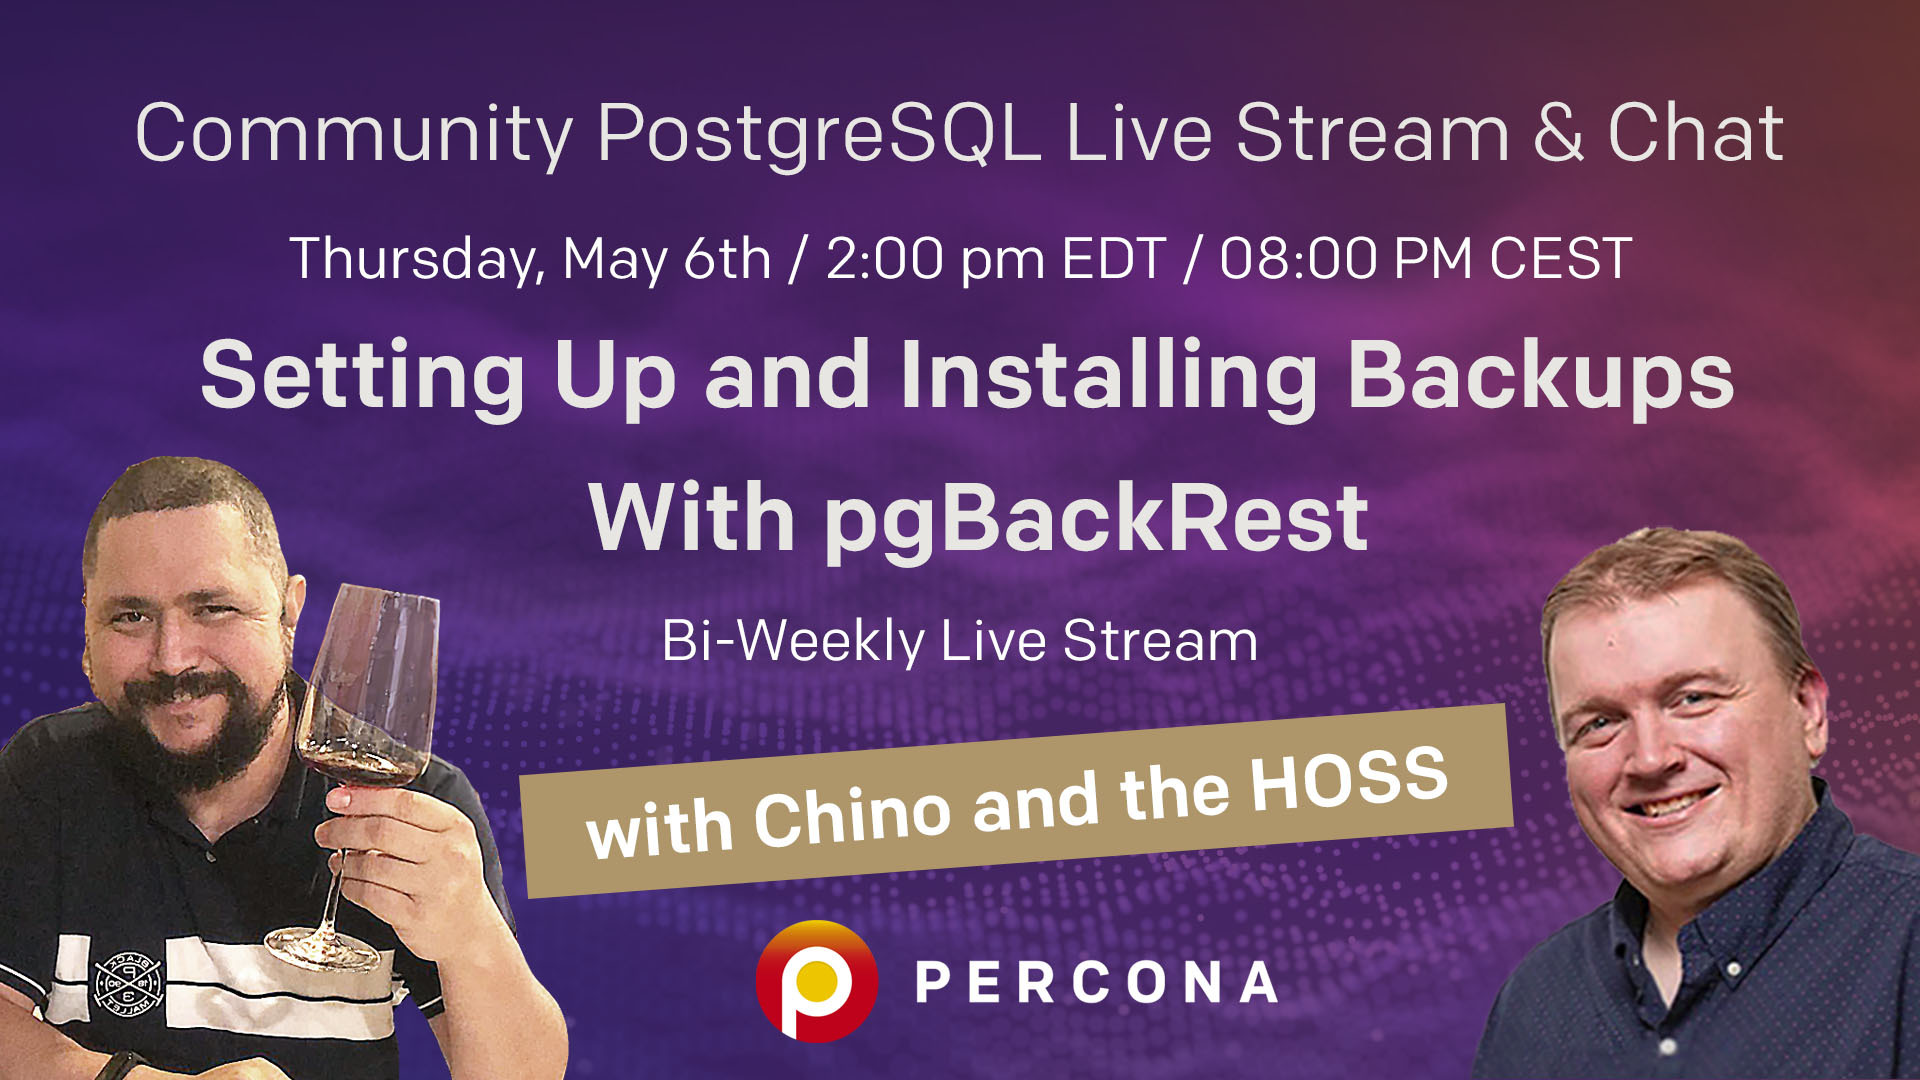 Community PostgreSQL Live Stream & Chat
Thursday, May 6th / 2:00 pm EDT / 08:00 PM CEST
Setting Up and Installing Backups
With pgBackRest
Bi-Weekly Live Stream
with Chino and the HOSS
PERCONA